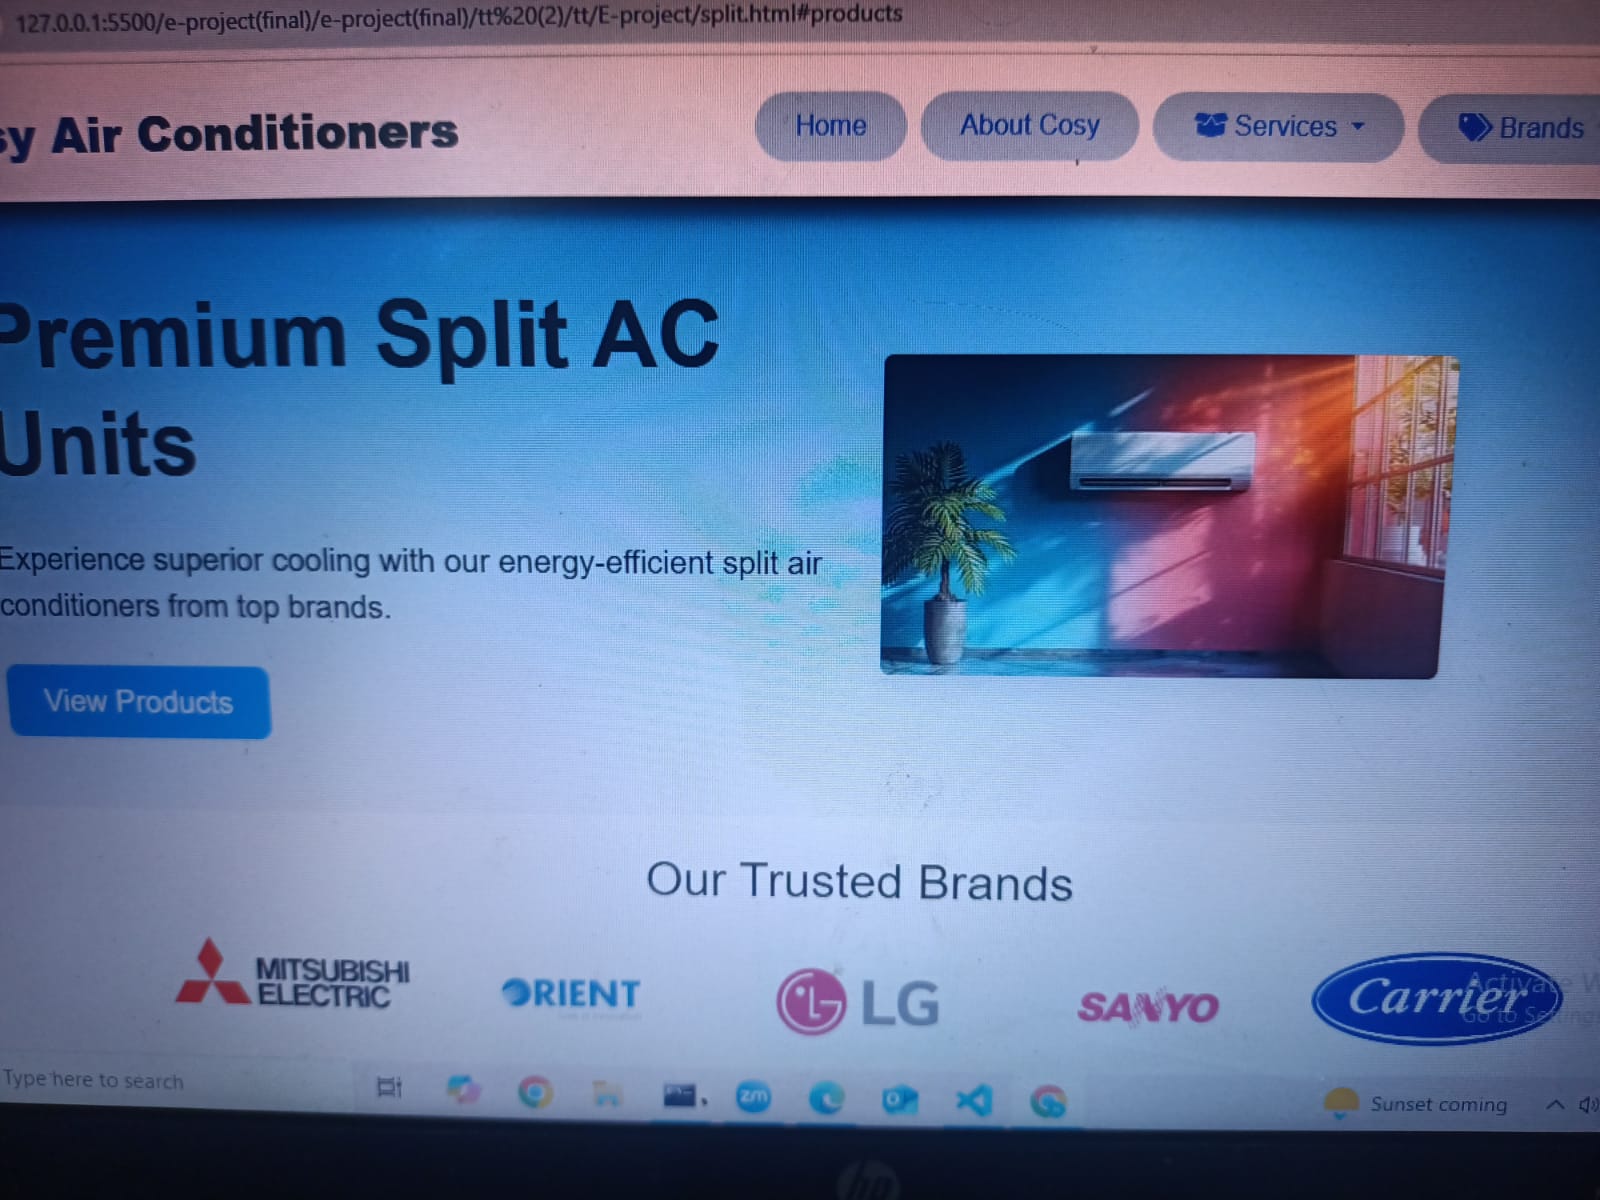 127.0.0.1:5500/e-project(final)/e-project(final)/tt%20(2)/tt/E-project/split.html#products
sy Air Conditioners
Home
About Cosy
Services
Brands
Premium Split AC
Units
Experience superior cooling with our energy-efficient split air
conditioners from top brands.
View Products
Our Trusted Brands
MITSUBISHI
ELECTRIC
ORIENT
LG
SANYO
Carrier
Activate W
Go to Setting
Type here to search
zm
Sunset coming
hp